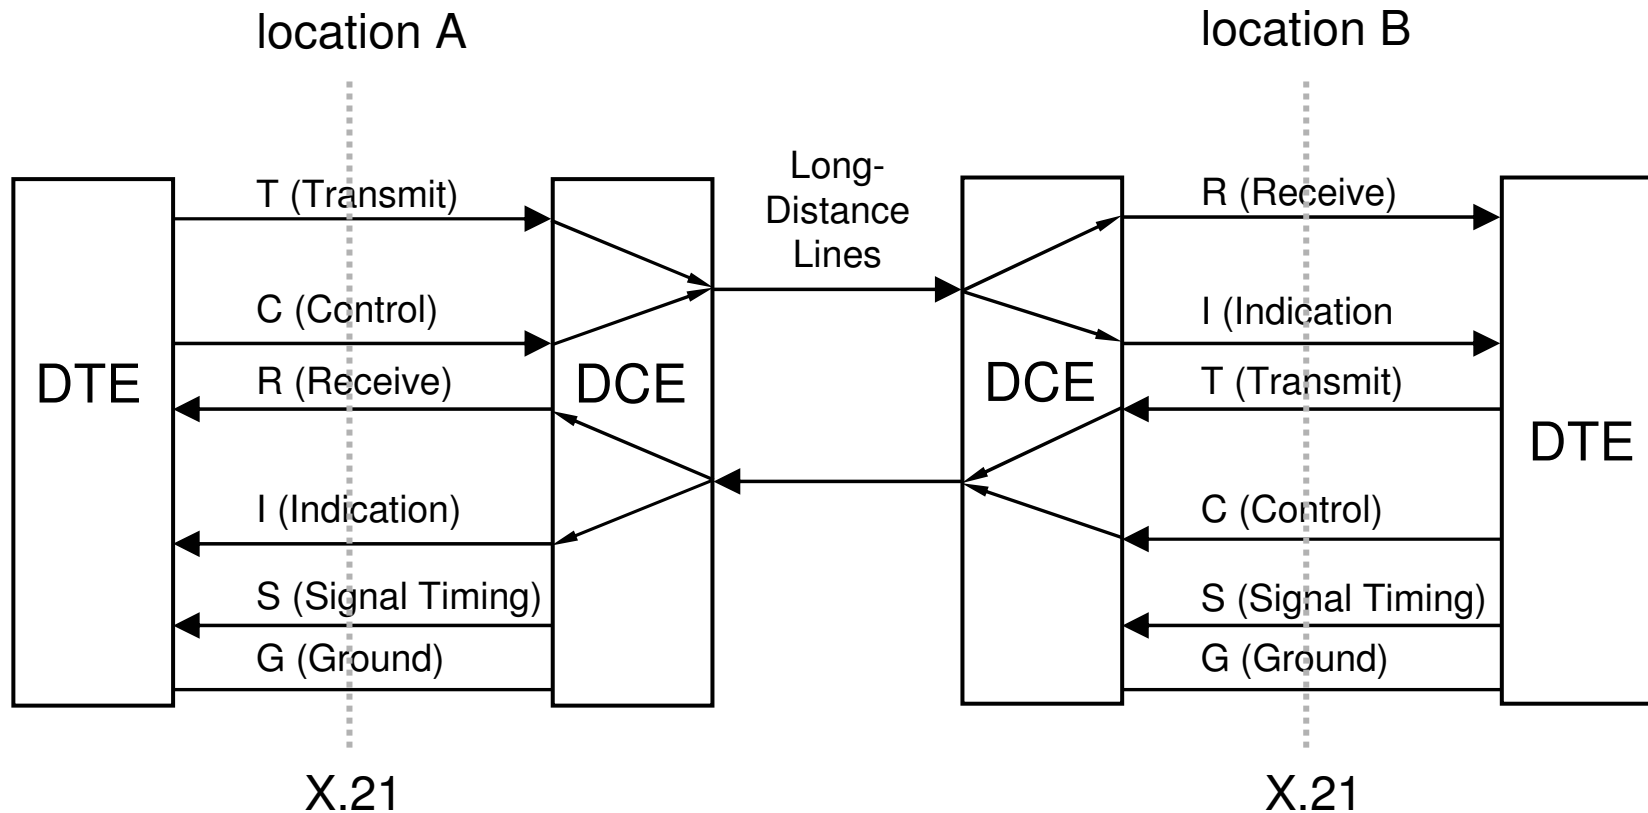 location A
location B
T (Transmit)
C (Control)
R (Receive)
I (Indication)
S (Signal Timing)
G (Ground)
DTE
DCE
Long-
Distance
Lines
DCE
R (Receive)
I (Indication
T (Transmit)
C (Control)
S (Signal Timing)
G (Ground)
DTE
X.21
X.21